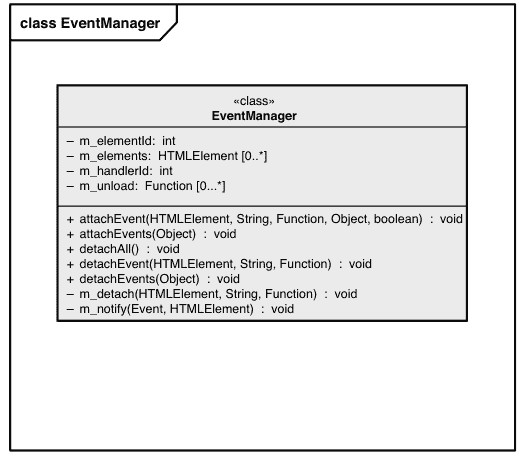 class EventManager
«class»
EventManager
– m_elementId: int
– m_elements: HTMLElement [0..*]
– m_handlerId: int
– m_unload: Function [0...*]
+ attachEvent(HTMLElement, String, Function, Object, boolean) : void
+ attachEvents(Object) : void
+ detachAll() : void
+ detachEvent(HTMLElement, String, Function) : void
+ detachEvents(Object) : void
– m_detach(HTMLElement, String, Function) : void
– m_notify(Event, HTMLElement) : void